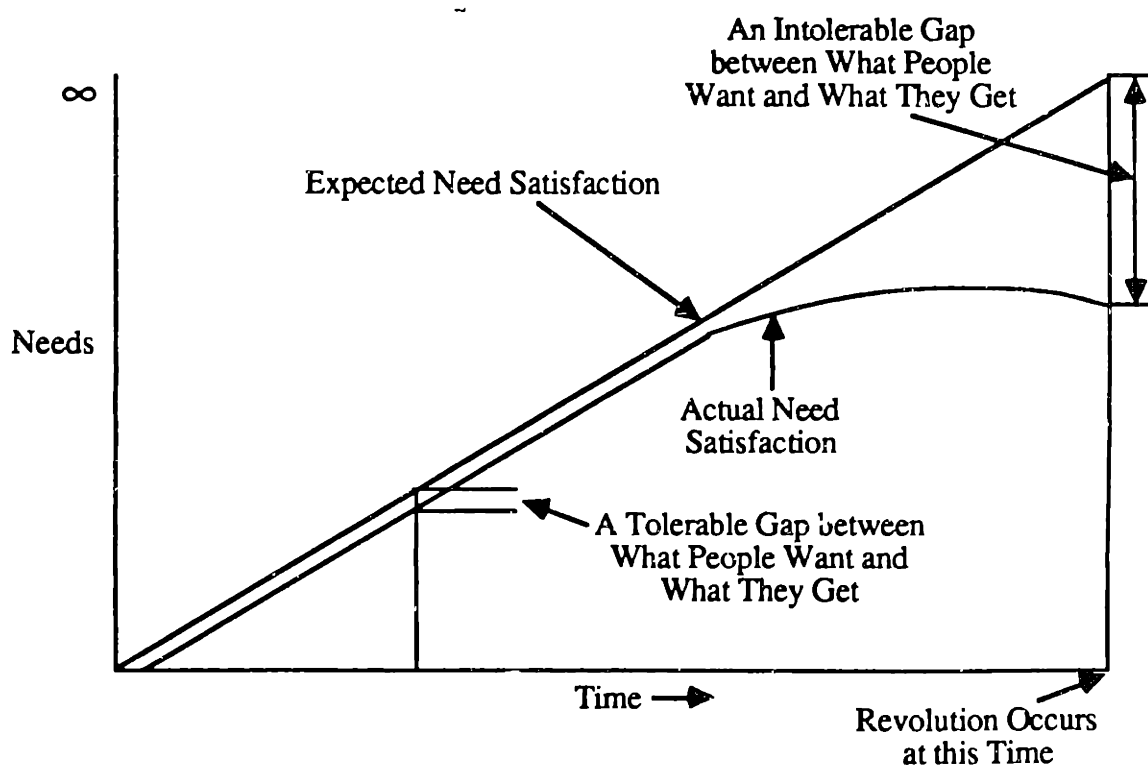 An Intolerable Gap
between What People
Want and What They Get
∞
Expected Need Satisfaction
Needs
Actual Need
Satisfaction
A Tolerable Gap between
What People Want and
What They Get
Time
Revolution Occurs
at this Time